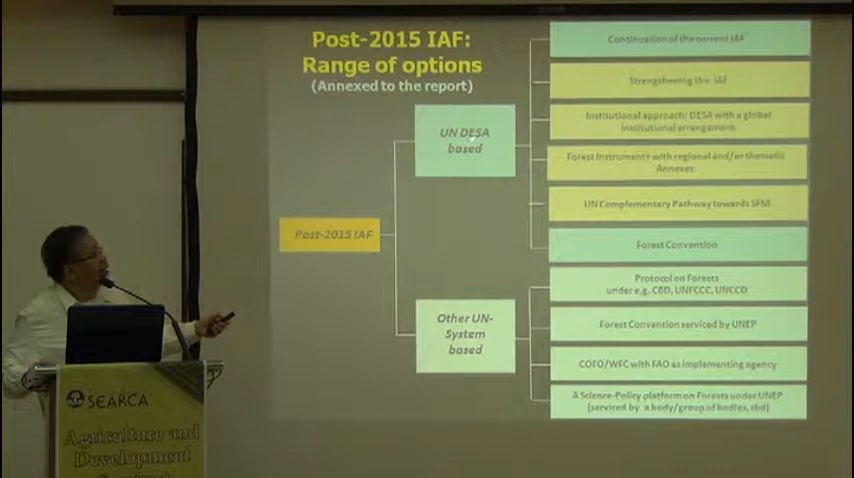 Post-2015 IAF:
Range of options
(Annexed to the report)
Post-2015 IAF
UN DESA
based
Continuation of the current IAF
Strengthening the IAF
Institutional approach: DESA with a global
institutional arrangement
Forest Instruments with regional and/or thematic
Annexes
UN Complementary Pathway towards SFM
Forest Convention
Other UN-
System
based
Protocol on Forests
under e.g. CBD, UNFCCC, UNCCD
Forest Convention serviced by UNEP
COFO/WFC with FAO as implementing agency
A Science-Policy platform on Forests under UNEP
(serviced by a body/group of bodies, tbd)
SEARCA
Agriculture and
Development